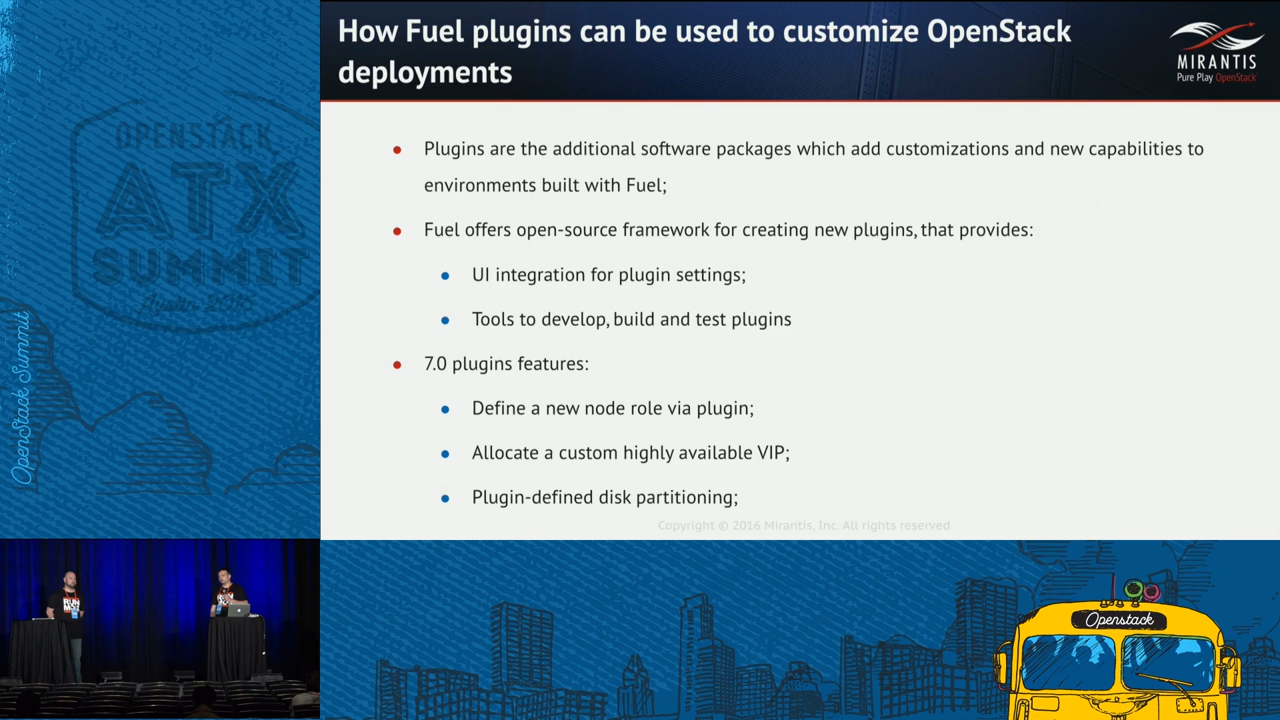 How Fuel plugins can be used to customize OpenStack
deployments
MIRANTIS
Pure Play OpenStack
Plugins are the additional software packages which add customizations and new capabilities to
environments built with Fuel;
Fuel offers open-source framework for creating new plugins, that provides:
UI integration for plugin settings;
Tools to develop, build and test plugins
7.0 plugins features:
Define a new node role via plugin;
Allocate a custom highly available VIP;
Plugin-defined disk partitioning;
Copyright © 2016 Mirantis, Inc. All rights reserved
OPENSTACK
ATX
SUMMIT
Austin 2016
OpenStack Summit
Openstack